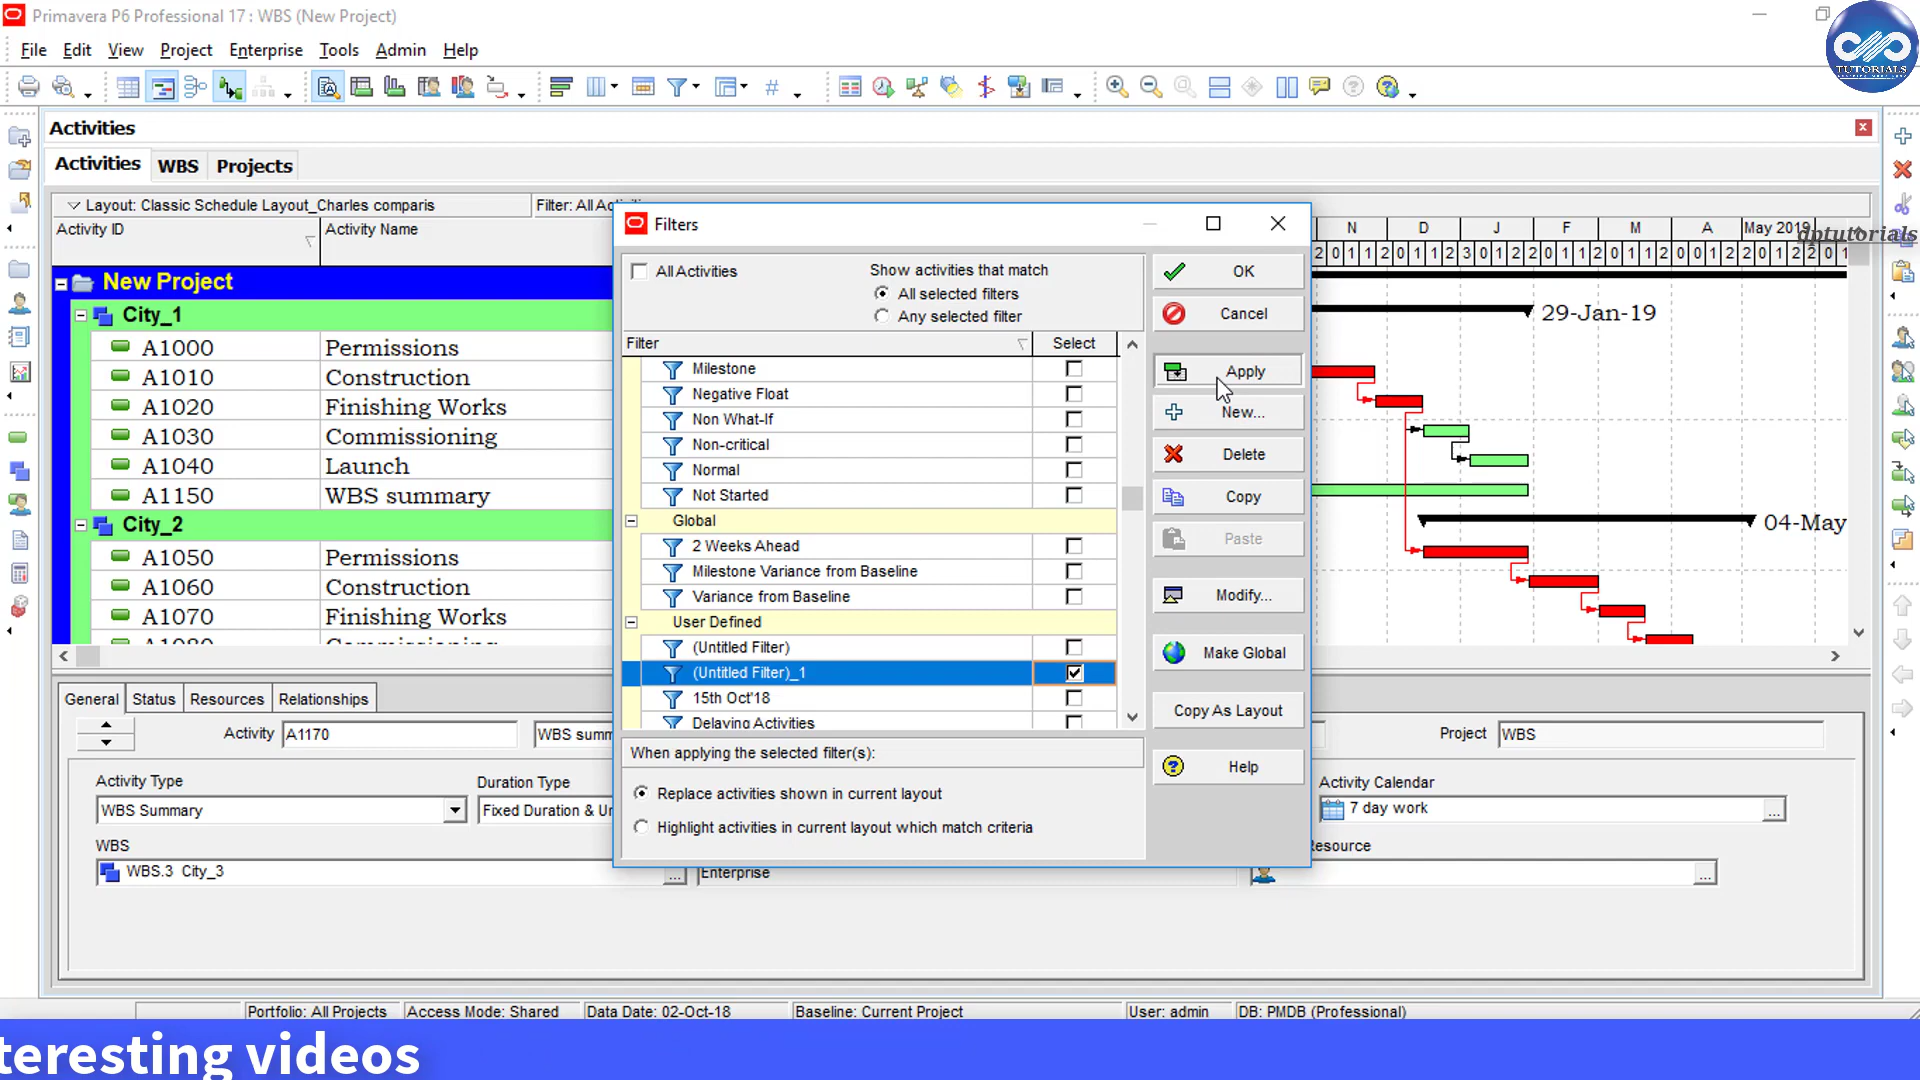 Primavera P6 Professional 17 : WBS (New Project)
File Edit View Project Enterprise Tools Admin Help
TUTORIALS
dptutorials
Activities
Activities WBS Projects
Layout: Classic Schedule Layout_Charles comparis
Filter: All
Activity ID
Activity Name
N D J F M A May 2019
New Project
City_1
A1000 Permissions
A1010 Construction
A1020 Finishing Works
A1030 Commissioning
A1040 Launch
A1150 WBS summary
City_2
A1050 Permissions
A1060 Construction
A1070 Finishing Works
29-Jan-19
04-May
Filters
All Activities
Show activities that match
All selected filters
Any selected filter
Filter Select
Milestone
Negative Float
Non What-If
Non-critical
Normal
Not Started
Global
2 Weeks Ahead
Milestone Variance from Baseline
Variance from Baseline
User Defined
(Untitled Filter)
(Untitled Filter)_1
15th Oct'18
Delaying Activities
When applying the selected filter(s):
Replace activities shown in current layout
Highlight activities in current layout which match criteria
OK
Cancel
Apply
New...
Delete
Copy
Paste
Modify...
Make Global
Copy As Layout
Help
General Status Resources Relationships
Activity A1170 WBS summ
Project WBS
Activity Type
WBS Summary
Duration Type
Fixed Duration & Un
Activity Calendar
7 day work
WBS
WBS.3 City_3
Enterprise
Resource
Portfolio: All Projects Access Mode: Shared Data Date: 02-Oct-18 Baseline: Current Project User: admin DB: PMDB (Professional)
teresting videos